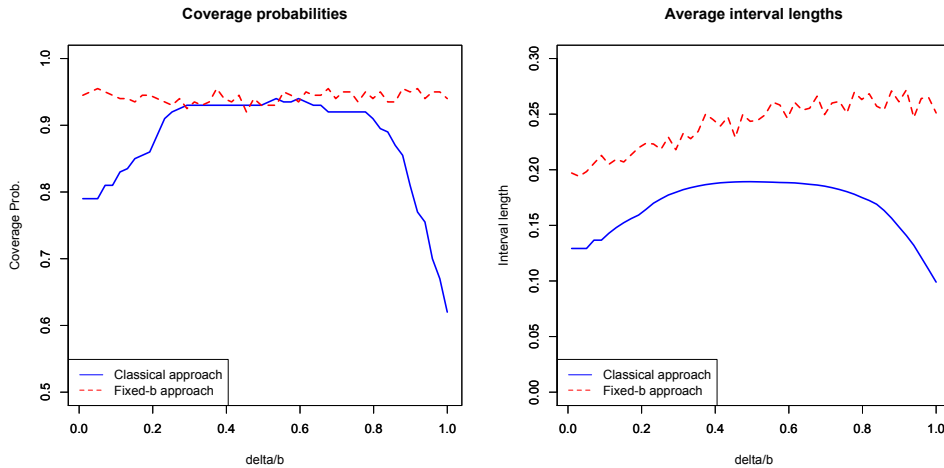 Coverage probabilities
Coverage Prob.
1.0
0.9
0.8
0.7
0.6
0.5
Classical approach
Fixed-b approach
0.0 0.2 0.4 0.6 0.8 1.0
delta/b
Average interval lengths
Interval length
0.30
0.25
0.20
0.15
0.10
0.05
0.00
Classical approach
Fixed-b approach
0.0 0.2 0.4 0.6 0.8 1.0
delta/b